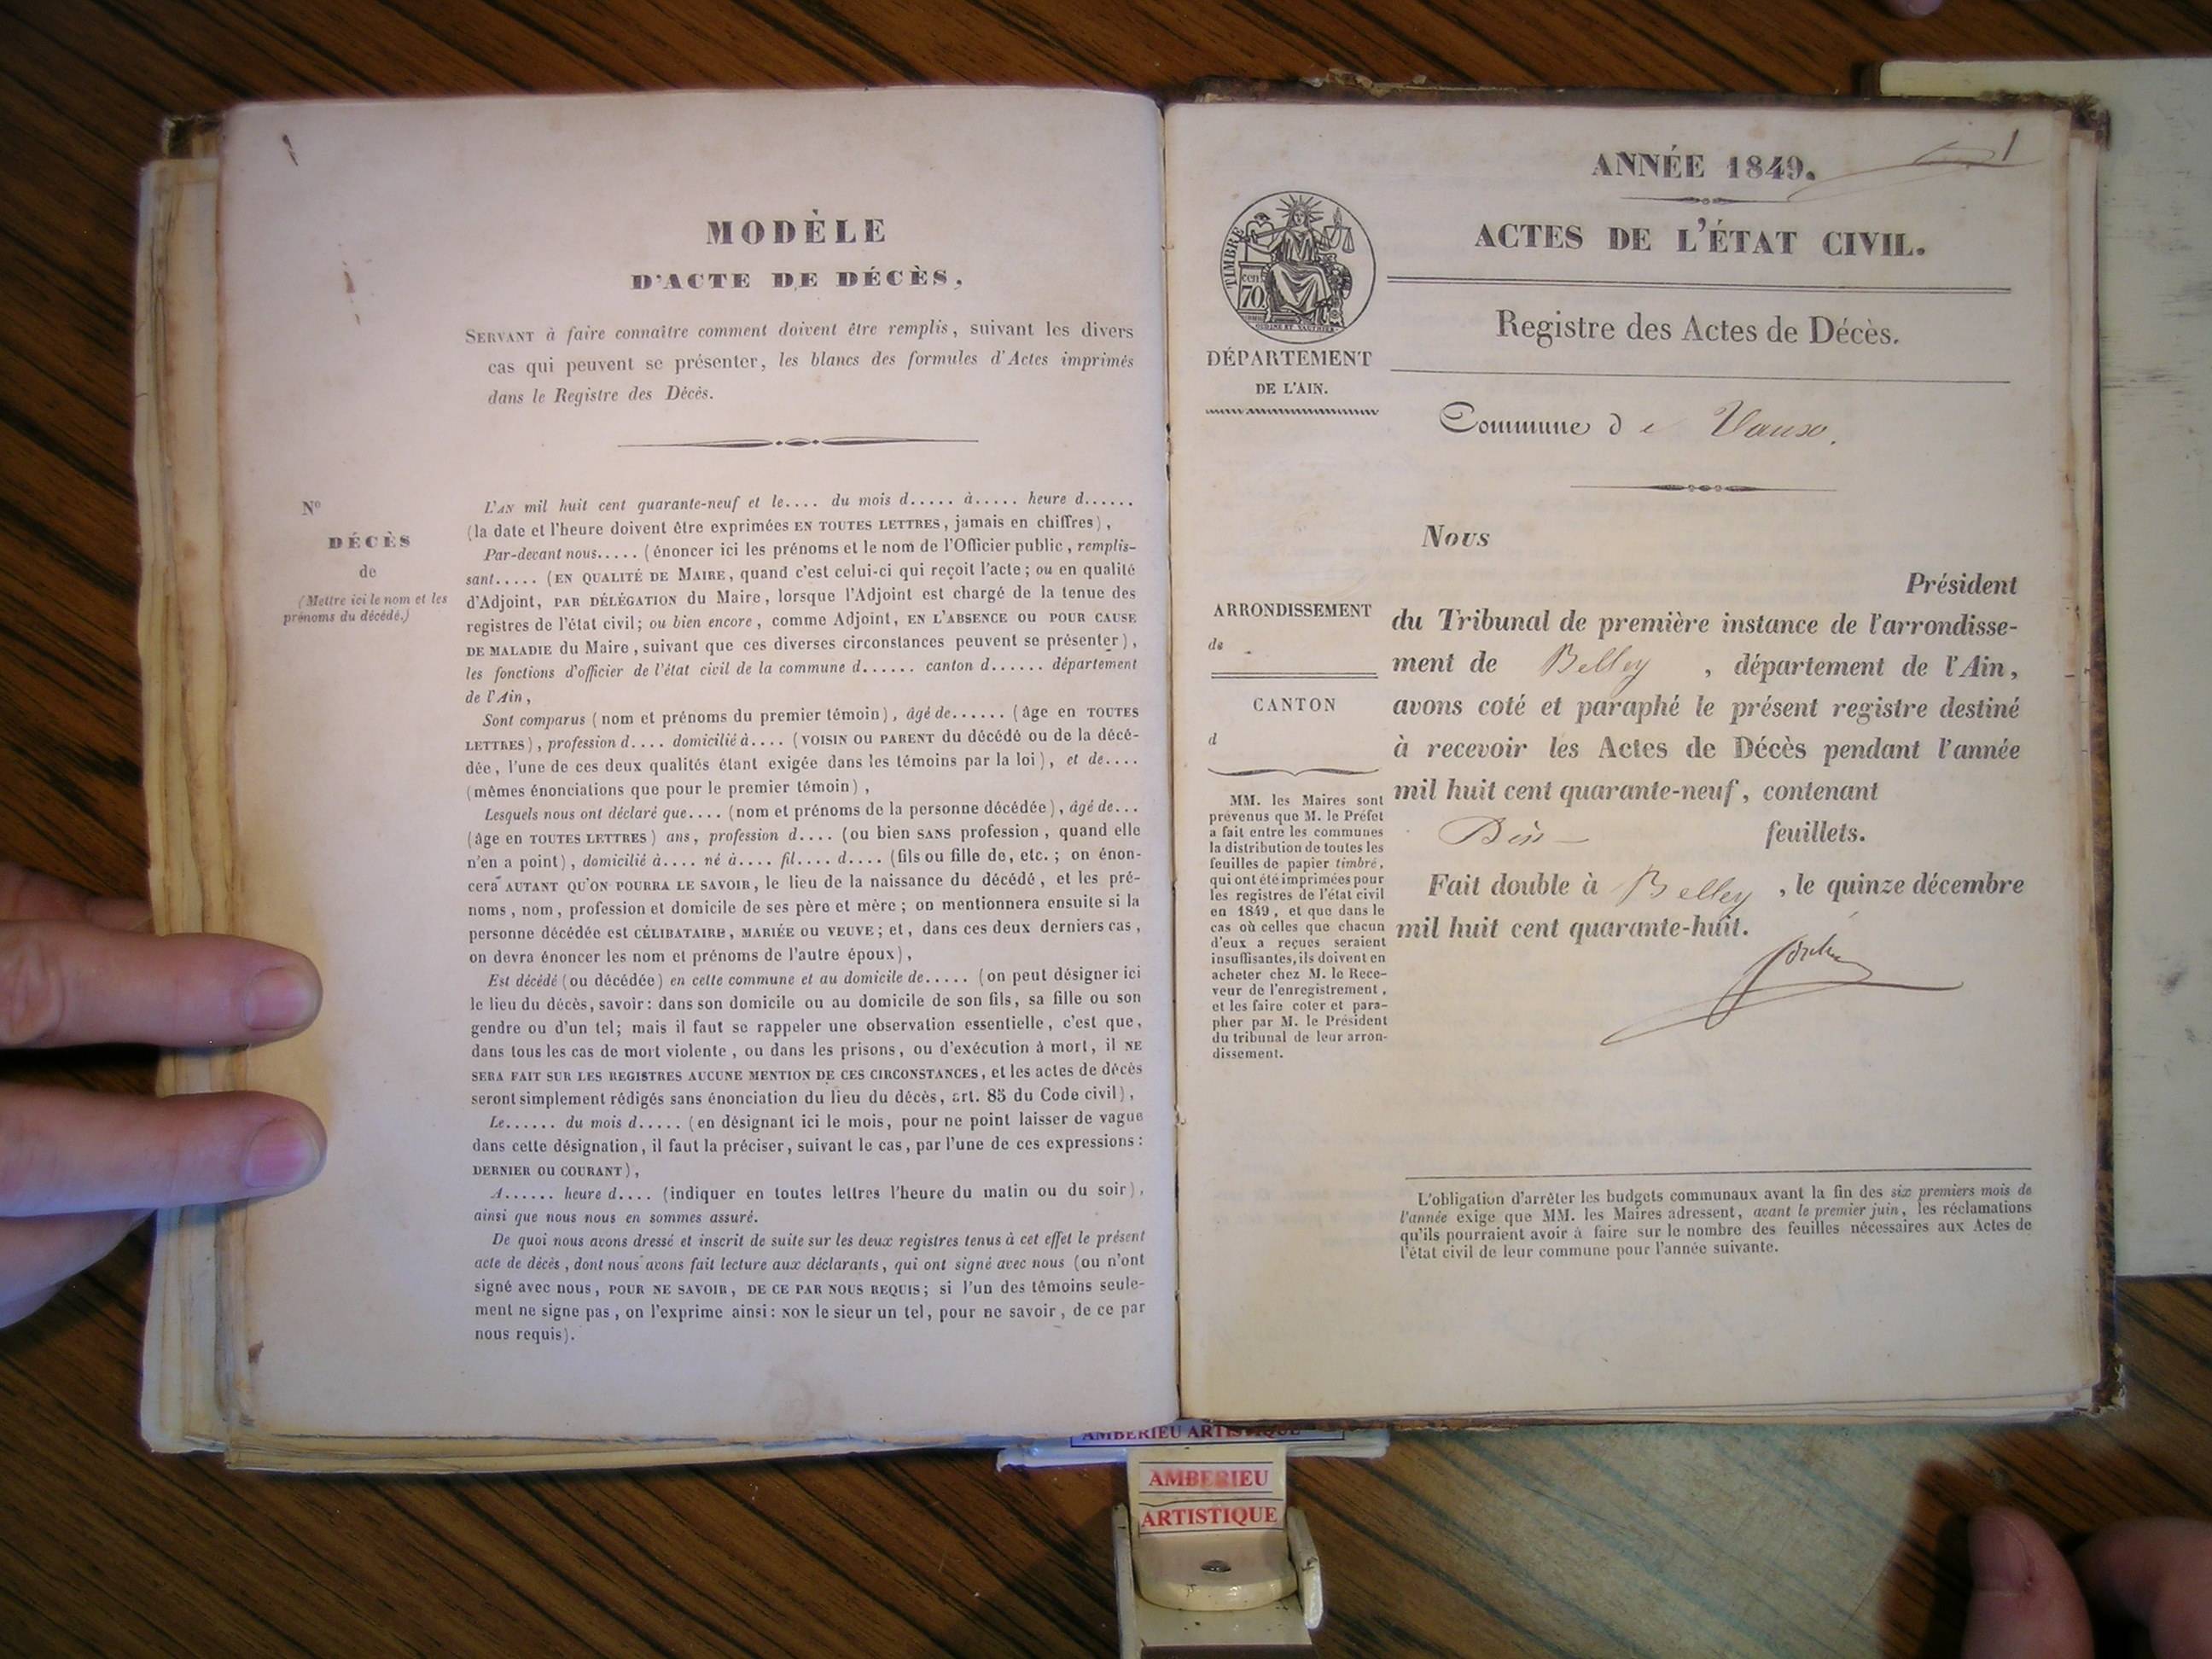 MODÈLE
D'ACTE DE DÉCÈS,
SERVANT à faire connaître comment doivent être remplis, suivant les divers
cas qui peuvent se présenter, les blancs des formules d'Actes imprimés
dans le Registre des Décès.
N°
DÉCÈS
de
(Mettre ici le nom et les
prénoms du décédé.)
L'AN mil huit cent quarante-neuf et le.... du mois d..... à..... heure d......
(la date et l'heure doivent être exprimées EN TOUTES LETTRES, jamais en chiffres),
Par-devant nous..... (énoncer ici les prénoms et le nom de l'Officier public, remplis-
sant..... (EN QUALITÉ DE MAIRE, quand c'est celui-ci qui reçoit l'acte; ou en qualité
d'Adjoint, PAR DÉLÉGATION du Maire, lorsque l'Adjoint est chargé de la tenue des
registres de l'état civil; ou bien encore, comme Adjoint, EN L'ABSENCE OU POUR CAUSE
DE MALADIE du Maire, suivant que ces diverses circonstances peuvent se présenter),
les fonctions d'officier de l'état civil de la commune d...... canton d...... département
de l'Ain,
Sont comparus (nom et prénoms du premier témoin), âgé de...... (âge en TOUTES
LETTRES), profession d.... domicilié à.... (VOISIN OU PARENT du décédé ou de la décé-
dée, l'une de ces deux qualités étant exigée dans les témoins par la loi), et de....
(mêmes énonciations que pour le premier témoin),
Lesquels nous ont déclaré que.... (nom et prénoms de la personne décédée), âgé de...
(âge en TOUTES LETTRES) ans, profession d.... (ou bien SANS profession, quand elle
n'en a point), domicilié à.... né à.... fil.... d.... (fils ou fille de, etc.; on énon-
cera AUTANT QU'ON POURRA LE SAVOIR, le lieu de la naissance du décédé, et les pré-
noms, nom, profession et domicile de ses père et mère; on mentionnera ensuite si la
personne décédée est CÉLIBATAIRE, MARIÉE OU VEUVE; et, dans ces deux derniers cas,
on devra énoncer les nom et prénoms de l'autre époux),
Est décédé (ou décédée) en cette commune et au domicile de..... (on peut désigner ici
le lieu du décès, savoir: dans son domicile ou au domicile de son fils, sa fille ou son
gendre ou d'un tel; mais il faut se rappeler une observation essentielle, c'est que,
dans tous les cas de mort violente, ou dans les prisons, ou d'exécution à mort, il NE
SERA FAIT SUR LES REGISTRES AUCUNE MENTION DE CES CIRCONSTANCES, et les actes de décès
seront simplement rédigés sans énonciation du lieu du décès, art. 85 du Code civil),
Le...... du mois d..... (en désignant ici le mois, pour ne point laisser de vague
dans cette désignation, il faut la préciser, suivant le cas, par l'une de ces expressions:
DERNIER OU COURANT),
A...... heure d.... (indiquer en toutes lettres l'heure du matin ou du soir),
ainsi que nous nous en sommes assuré.
De quoi nous avons dressé et inscrit de suite sur les deux registres tenus à cet effet le présent
acte de décès, dont nous avons fait lecture aux déclarants, qui ont signé avec nous (ou n'ont
signé avec nous, POUR NE SAVOIR, DE CE PAR NOUS REQUIS; si l'un des témoins seule-
ment ne signe pas, on l'exprime ainsi: NON le sieur un tel, pour ne savoir, de ce par
nous requis).
1
ANNÉE 1849.
ACTES DE L'ÉTAT CIVIL.
Registre des Actes de Décès.
TIMBRE
cen
70
DÉPARTEMENT
DE L'AIN.
Commune de Vaux.
ARRONDISSEMENT
de
CANTON
d
MM. les Maires sont
prévenus que M. le Préfet
a fait entre les communes
la distribution de toutes les
feuilles de papier timbré,
qui ont été imprimées pour
les registres de l'état civil
en 1849, et que dans le
cas où celles que chacun
d'eux a reçues seraient
insuffisantes, ils doivent en
acheter chez M. le Rece-
veur de l'enregistrement,
et les faire coter et para-
pher par M. le Président
du tribunal de leur arron-
dissement.
Nous
Président
du Tribunal de première instance de l'arrondisse-
ment de Belley, département de l'Ain,
avons coté et paraphé le présent registre destiné
à recevoir les Actes de Décès pendant l'année
mil huit cent quarante-neuf, contenant
Dix feuillets.
Fait double à Belley, le quinze décembre
mil huit cent quarante-huit.
L'obligation d'arrêter les budgets communaux avant la fin des six premiers mois de
l'année exige que MM. les Maires adressent, avant le premier juin, les réclamations
qu'ils pourraient avoir à faire sur le nombre des feuilles nécessaires aux Actes de
l'état civil de leur commune pour l'année suivante.
AMBERIEU ARTISTIQUE
AMBERIEU
ARTISTIQUE